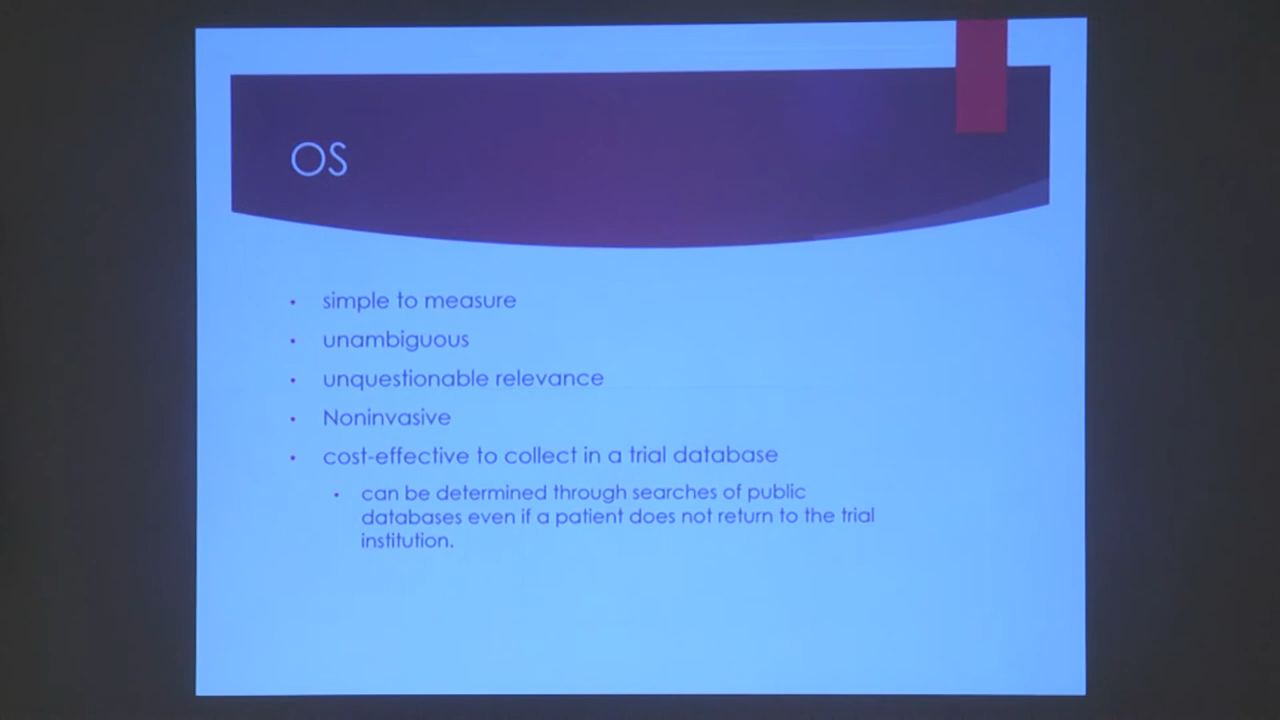 OS
• simple to measure
• unambiguous
• unquestionable relevance
• Noninvasive
• cost-effective to collect in a trial database
• can be determined through searches of public
databases even if a patient does not return to the trial
institution.